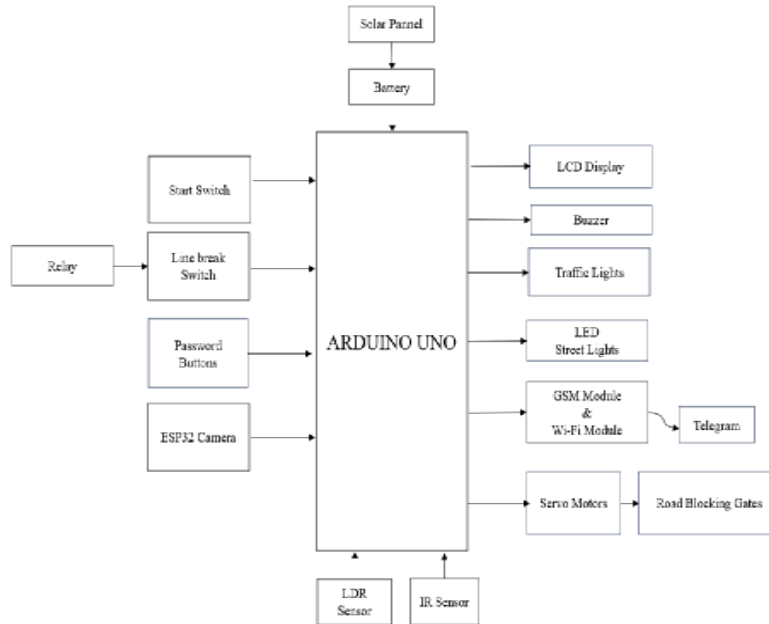 Solar Pannel
Battery
Start Switch
Relay
Line break
Switch
Password
Buttons
ESP32 Camera
ARDUINO UNO
LCD Display
Buzzer
Traffic Lights
LED
Street Lights
GSM Module
&
Wi-Fi Module
Telegram
Servo Motors
Road Blocking Gates
LDR
Sensor
IR Sensor